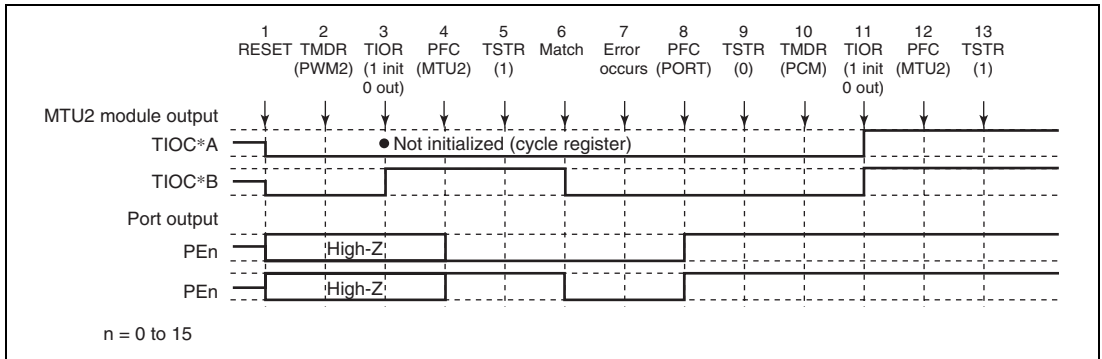 1 2 3 4 5 6 7 8 9 10 11 12 13
RESET TMDR TIOR PFC TSTR Match Error PFC TSTR TMDR TIOR PFC TSTR
(PWM2) (1 init (MTU2) (1) occurs (PORT) (0) (PCM) (1 init (MTU2) (1)
0 out) 0 out)
MTU2 module output
TIOC*A ● Not initialized (cycle register)
TIOC*B
Port output
PEn High-Z
PEn High-Z
n = 0 to 15